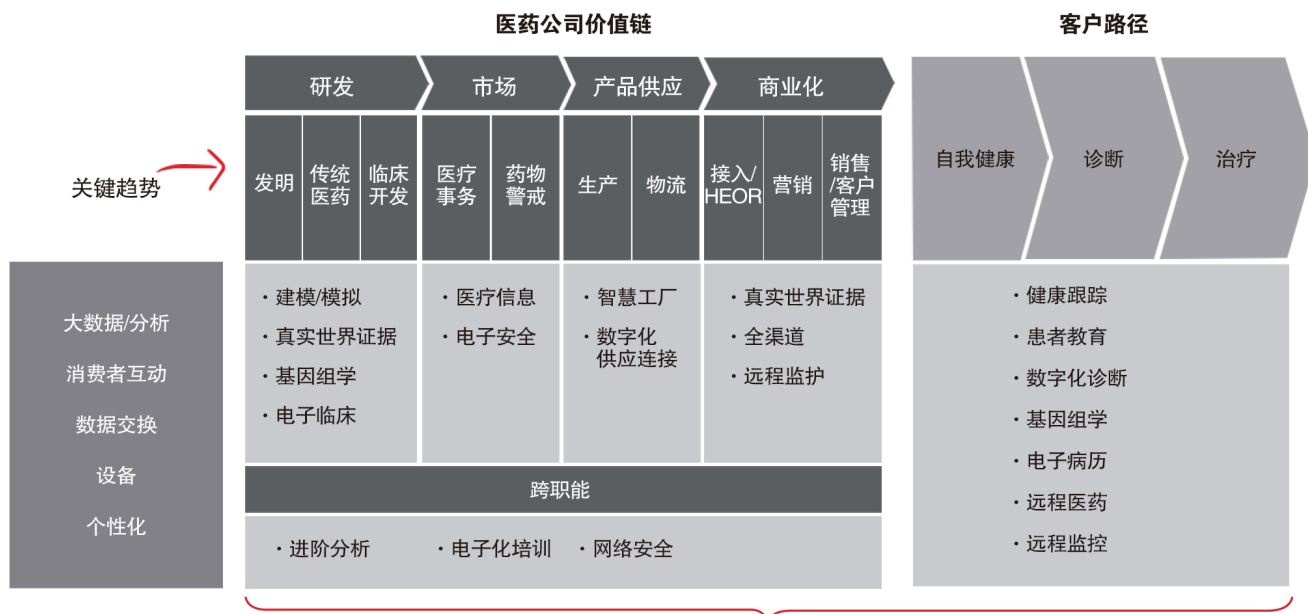 医药公司价值链
客户路径
研发
市场
产品供应
商业化
关键趋势
发明
传统
医药
临床
开发
医疗
事务
药物
警戒
生产
物流
接入/
HEOR
营销
销售
/客户
管理
自我健康
诊断
治疗
大数据/分析
消费者互动
数据交换
设备
个性化
·建模/模拟
·真实世界证据
·基因组学
·电子临床
·医疗信息
·电子安全
·智慧工厂
·数字化
供应连接
·真实世界证据
·全渠道
·远程监护
跨职能
·进阶分析
·电子化培训
·网络安全
·健康跟踪
·患者教育
·数字化诊断
·基因组学
·电子病历
·远程医药
·远程监控